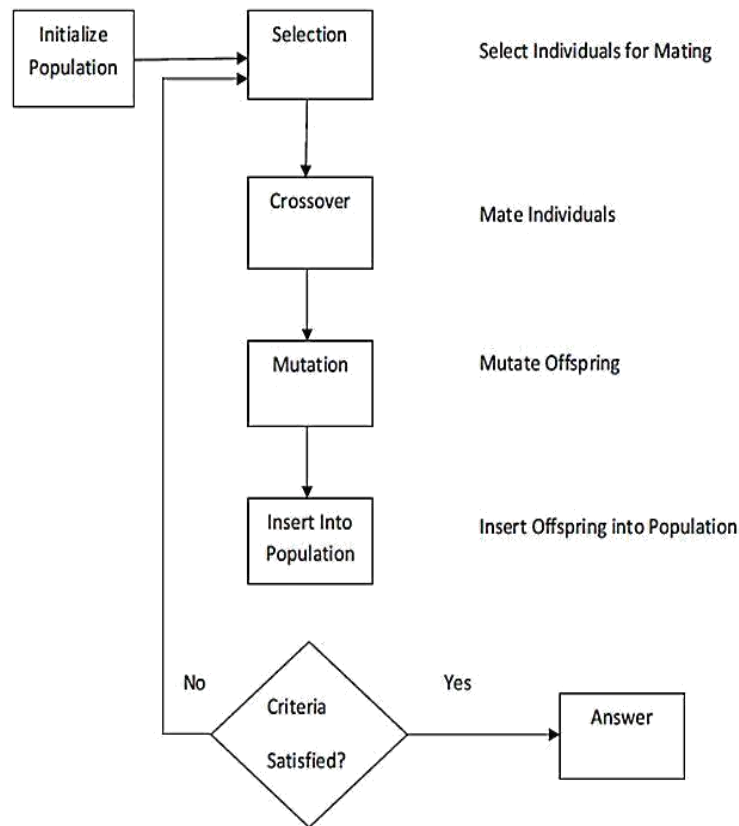 Initialize
Population
Selection
Select Individuals for Mating
Crossover
Mate Individuals
Mutation
Mutate Offspring
Insert Into
Population
Insert Offspring into Population
No
Yes
Criteria
Satisfied?
Answer